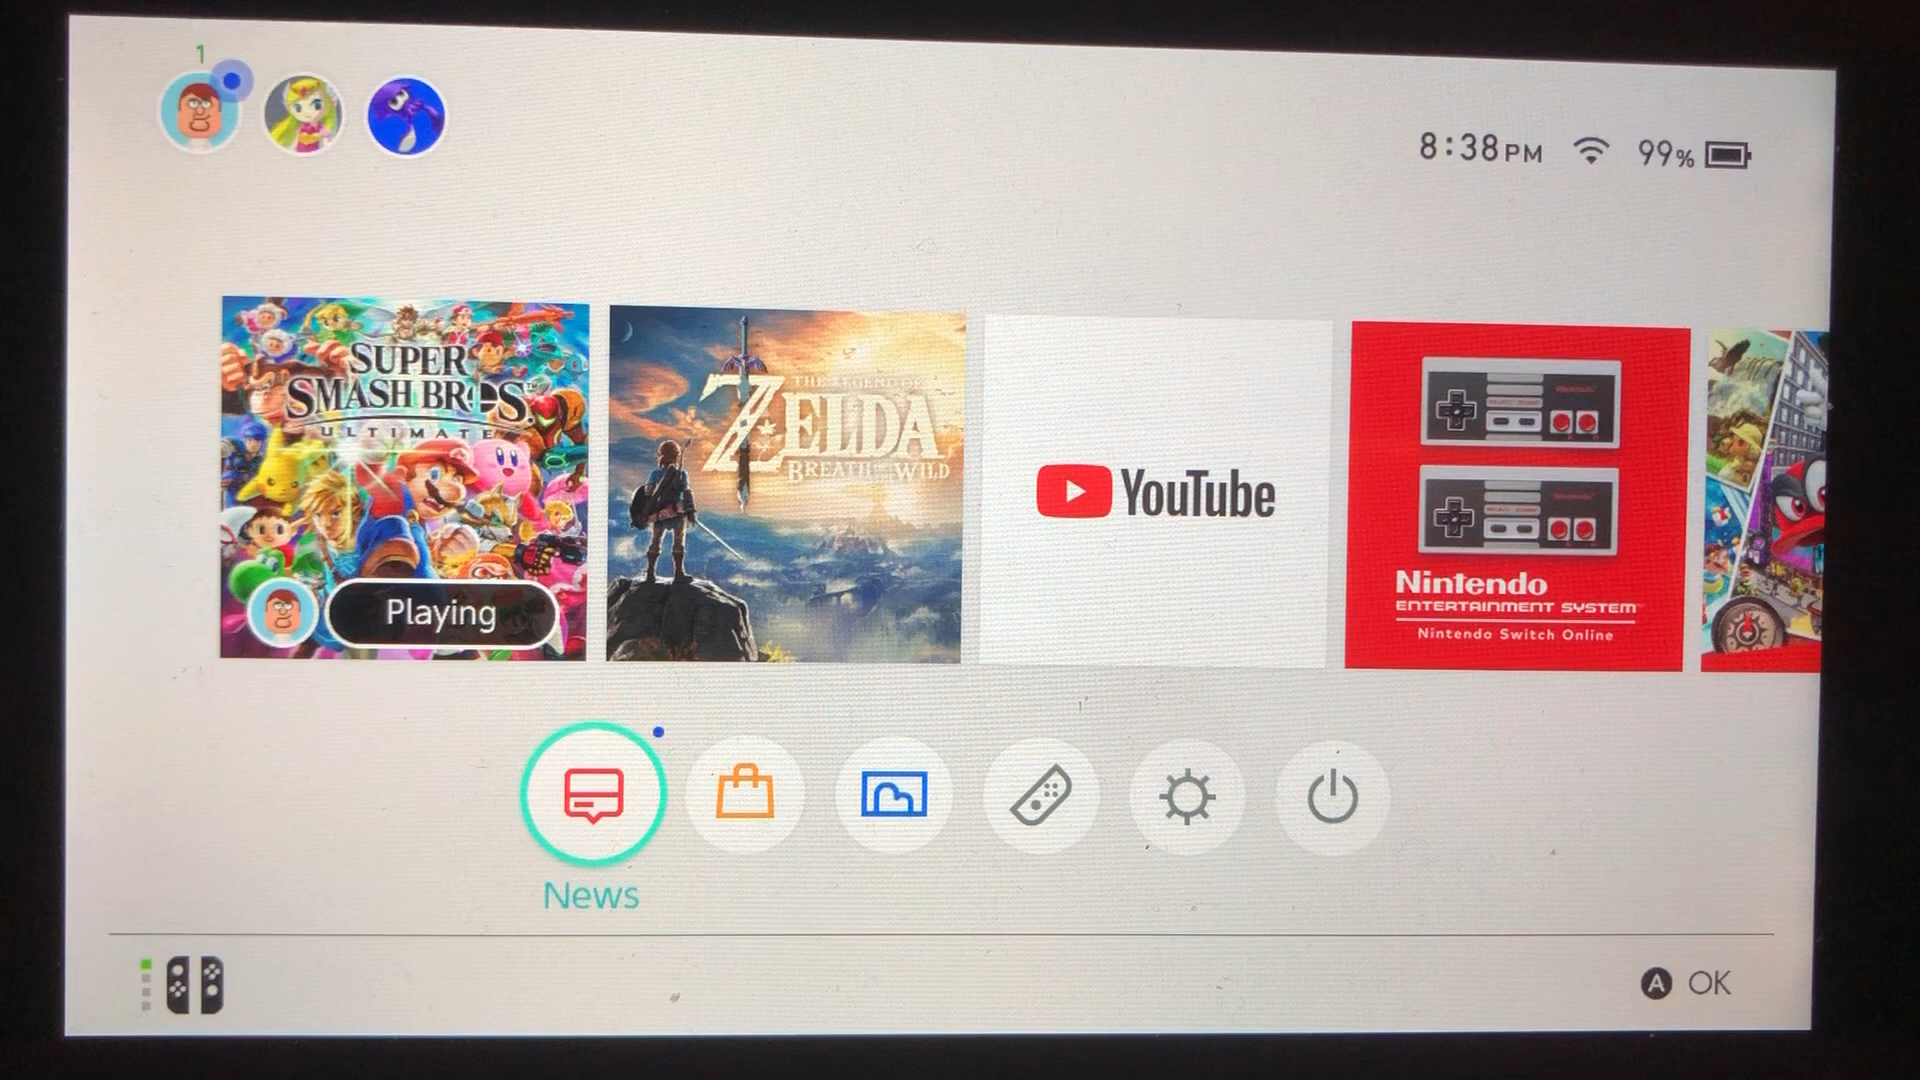 1
8:38PM 99%
SUPER
SMASH BROS.
ULTIMATE
Playing
THE LEGEND OF
ZELDA
BREATH OF THE WILD
YouTube
Nintendo
ENTERTAINMENT SYSTEM
Nintendo Switch Online
News
A OK